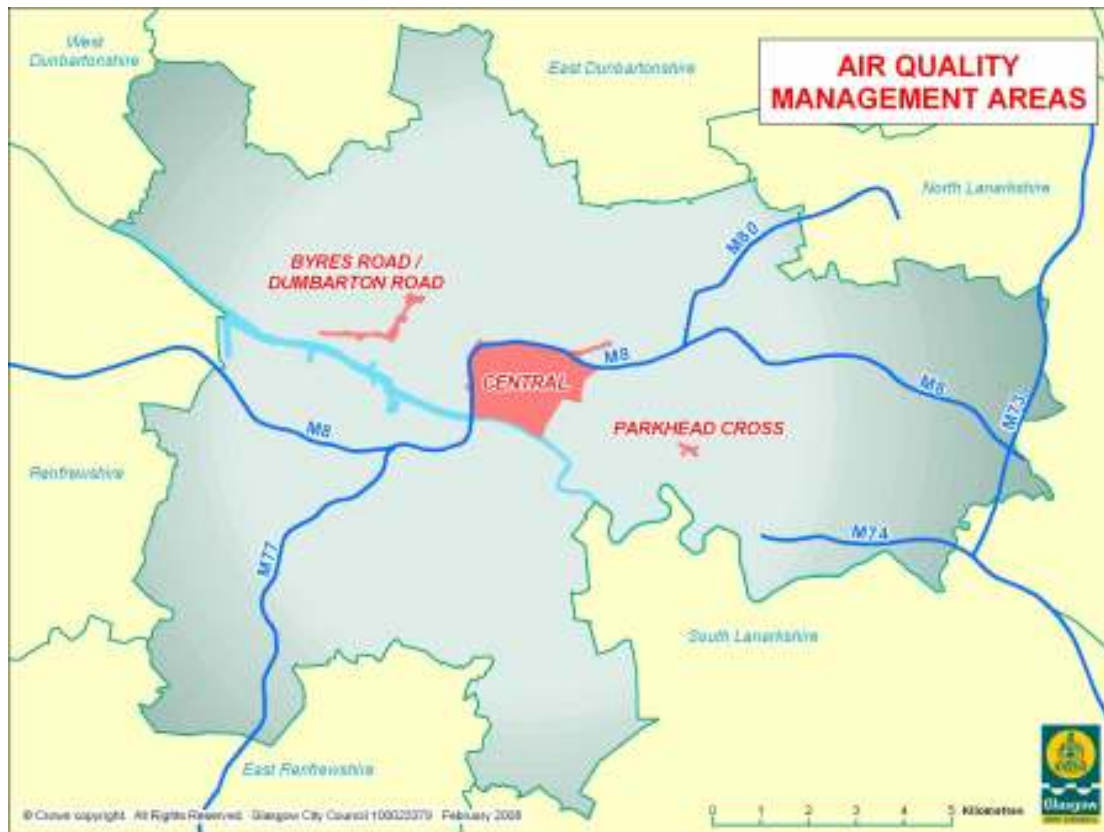 West
Dunbartonshire
East Dunbartonshire
AIR QUALITY
MANAGEMENT AREAS
North Lanarkshire
M80
BYRES ROAD /
DUMBARTON ROAD
M8
CENTRAL
M8
M73
PARKHEAD CROSS
M8
Renfrewshire
M74
M77
South Lanarkshire
East Renfrewshire
© Crown copyright. All Rights Reserved. Glasgow City Council 100023379 February 2008
0 1 2 3 4 5 Kilometres
Glasgow